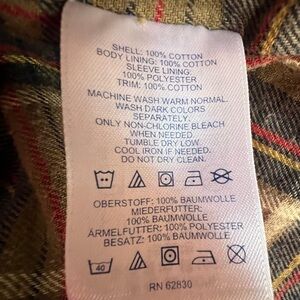 SHELL: 100% COTTON
BODY LINING: 100% COTTON
SLEEVE LINING:
100% POLYESTER
TRIM: 100% COTTON
MACHINE WASH WARM NORMAL.
WASH DARK COLORS
SEPARATELY.
ONLY NON-CHLORINE BLEACH
WHEN NEEDED.
TUMBLE DRY LOW.
COOL IRON IF NEEDED.
DO NOT DRY CLEAN.
OBERSTOFF: 100% BAUMWOLLE
MIEDERFUTTER:
100% BAUMWOLLE
ÄRMELFUTTER: 100% POLYESTER
BESATZ: 100% BAUMWOLLE
40
RN 62830